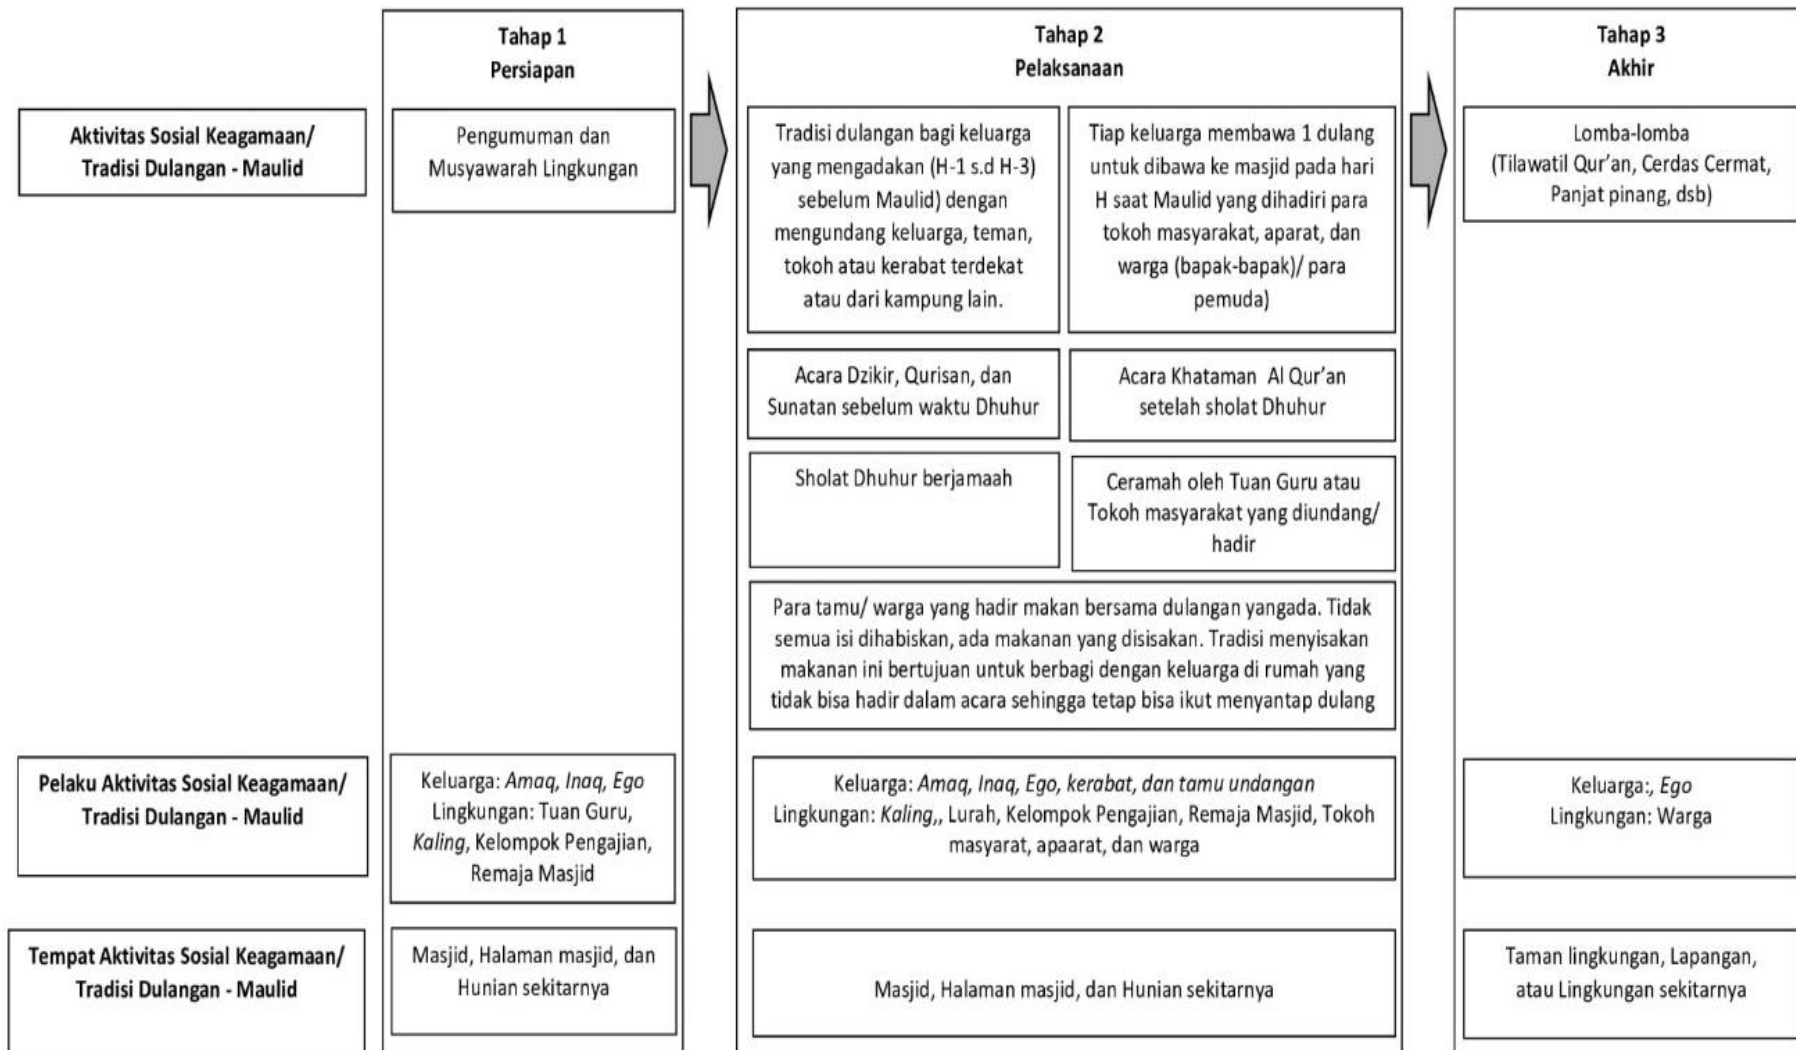 Tahap 1
Persiapan
Tahap 2
Pelaksanaan
Tahap 3
Akhir
Aktivitas Sosial Keagamaan/
Tradisi Dulangan - Maulid
Pengumuman dan
Musyawarah Lingkungan
Tradisi dulangan bagi keluarga
yang mengadakan (H-1 s.d H-3)
sebelum Maulid) dengan
mengundang keluarga, teman,
tokoh atau kerabat terdekat
atau dari kampung lain.
Tiap keluarga membawa 1 dulang
untuk dibawa ke masjid pada hari
H saat Maulid yang dihadiri para
tokoh masyarakat, aparat, dan
warga (bapak-bapak)/ para
pemuda)
Lomba-lomba
(Tilawatil Qur'an, Cerdas Cermat,
Panjat pinang, dsb)
Acara Dzikir, Qurisan, dan
Sunatan sebelum waktu Dhuhur
Acara Khataman Al Qur'an
setelah sholat Dhuhur
Sholat Dhuhur berjamaah
Ceramah oleh Tuan Guru atau
Tokoh masyarakat yang diundang/
hadir
Para tamu/ warga yang hadir makan bersama dulangan yangada. Tidak
semua isi dihabiskan, ada makanan yang disisakan. Tradisi menyisakan
makanan ini bertujuan untuk berbagi dengan keluarga di rumah yang
tidak bisa hadir dalam acara sehingga tetap bisa ikut menyantap dulang
Pelaku Aktivitas Sosial Keagamaan/
Tradisi Dulangan - Maulid
Keluarga: Amaq, Inaq, Ego
Lingkungan: Tuan Guru,
Kaling, Kelompok Pengajian,
Remaja Masjid
Keluarga: Amaq, Inaq, Ego, kerabat, dan tamu undangan
Lingkungan: Kaling,, Lurah, Kelompok Pengajian, Remaja Masjid, Tokoh
masyarat, apaarat, dan warga
Keluarga:, Ego
Lingkungan: Warga
Tempat Aktivitas Sosial Keagamaan/
Tradisi Dulangan - Maulid
Masjid, Halaman masjid, dan
Hunian sekitarnya
Masjid, Halaman masjid, dan Hunian sekitarnya
Taman lingkungan, Lapangan,
atau Lingkungan sekitarnya